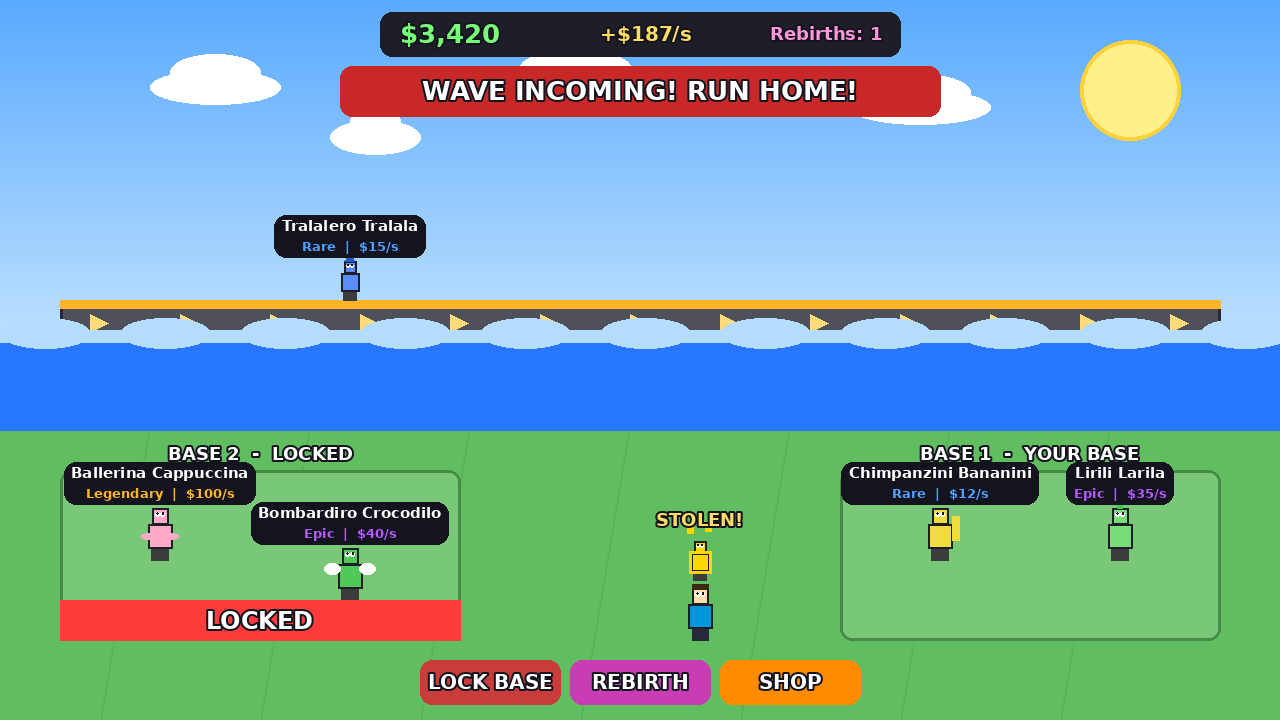 $3,420 +$187/s Rebirths: 1
WAVE INCOMING! RUN HOME!
Tralalero Tralala
Rare | $15/s
BASE 2 - LOCKED
Ballerina Cappuccina
Legendary | $100/s
Bombardiro Crocodilo
Epic | $40/s
LOCKED
STOLEN!
BASE 1 - YOUR BASE
Chimpanzini Bananini
Rare | $12/s
Lirili Larila
Epic | $35/s
LOCK BASE
REBIRTH
SHOP